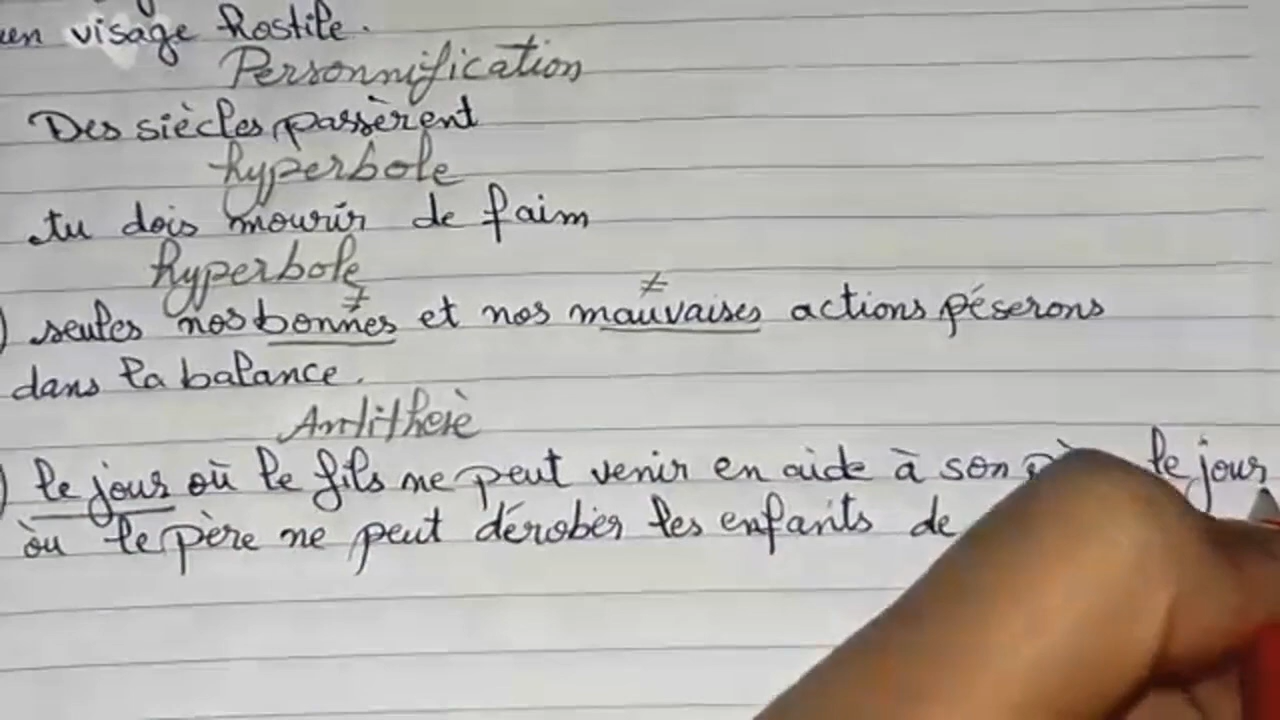 en visage hostile.
Personnification
Des siècles passèrent
hyperbole
tu dois mourir de faim
hyperbole
≠ ≠
) seules nos bonnes et nos mauvaises actions péserons
dans la balance.
Antithèse
) le jour où le fils ne peut venir en aide à son le jour
où le père ne peut dérober les enfants de